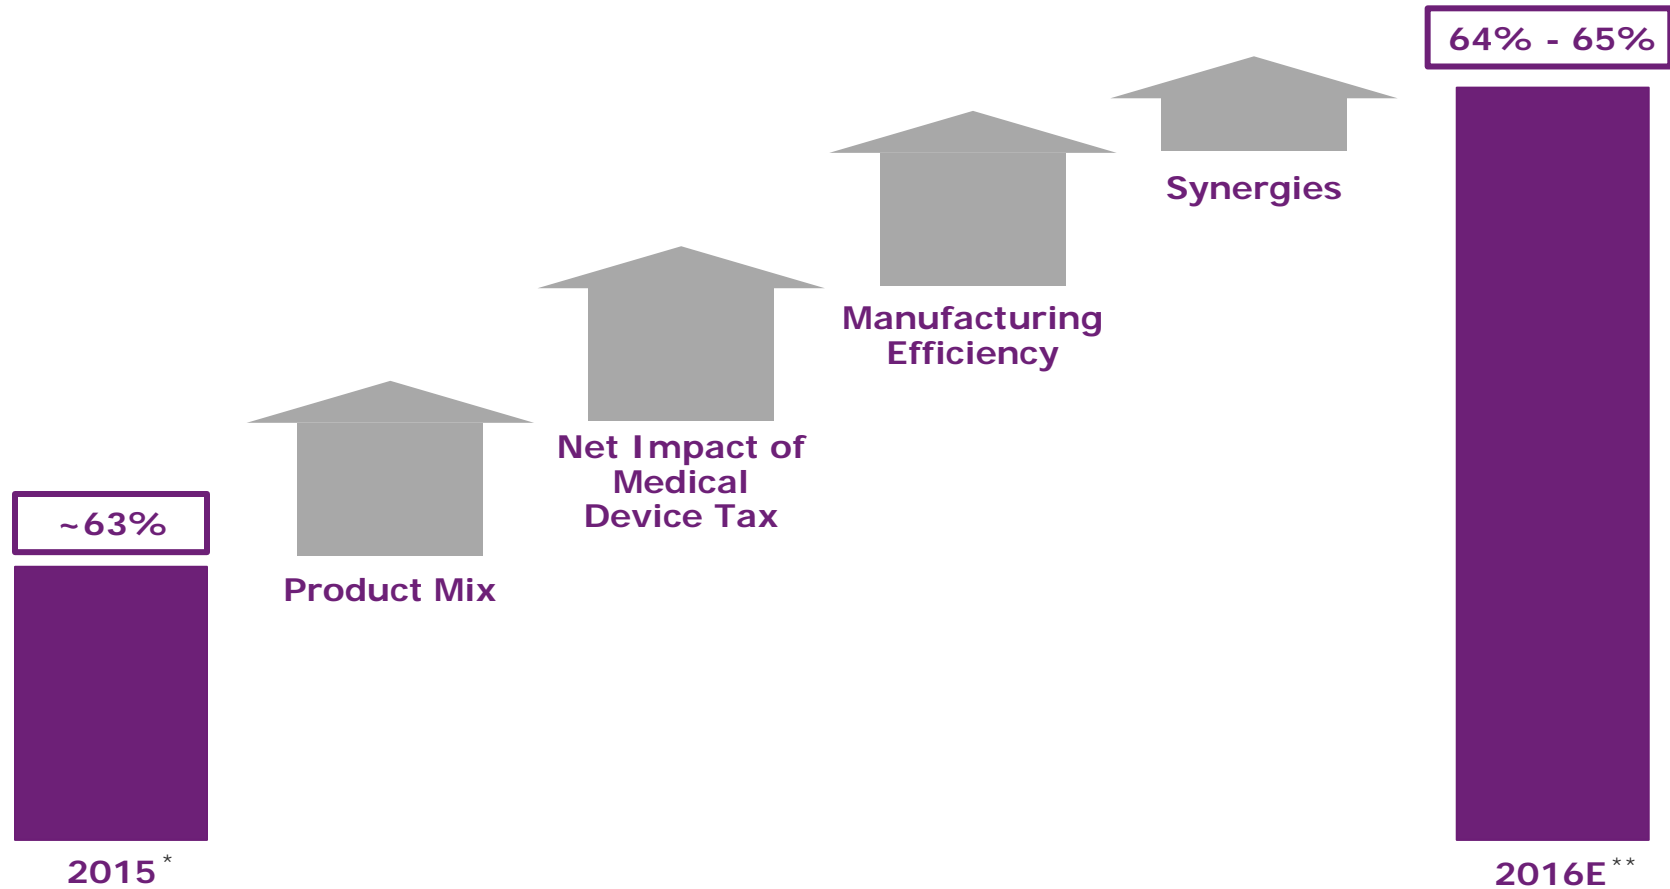 64% - 65%
Synergies
Manufacturing
Efficiency
Net Impact of
Medical
Device Tax
~63%
Product Mix
2015*
2016E**